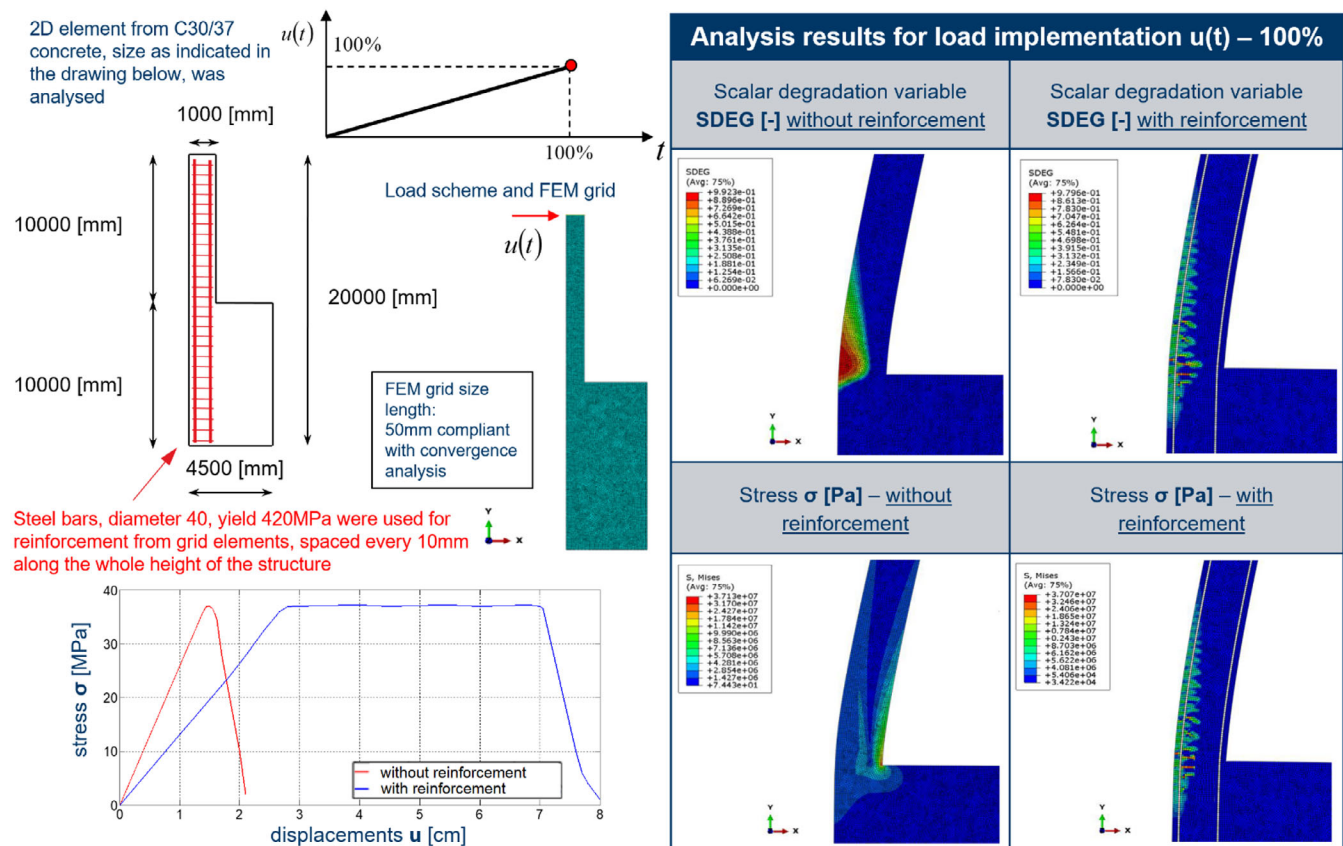 2D element from C30/37
concrete, size as indicated in
the drawing below, was
analysed
1000 [mm]
10000 [mm]
10000 [mm]
20000 [mm]
4500 [mm]
Steel bars, diameter 40, yield 420MPa were used for
reinforcement from grid elements, spaced every 10mm
along the whole height of the structure
u(t)
100%
100%
t
Load scheme and FEM grid
u(t)
FEM grid size
length:
50mm compliant
with convergence
analysis
Y
X
stress σ [MPa]
40
30
20
10
0
0 1 2 3 4 5 6 7 8
without reinforcement
with reinforcement
displacements u [cm]
Analysis results for load implementation u(t) – 100%
Scalar degradation variable
SDEG [-] without reinforcement
Scalar degradation variable
SDEG [-] with reinforcement
SDEG
(Avg: 75%)
+9.923e-01
+8.896e-01
+7.269e-01
+6.642e-01
+5.015e-01
+4.388e-01
+3.761e-01
+3.135e-01
+2.508e-01
+1.881e-01
+1.254e-01
+6.269e-02
+0.000e+00
Y
X
SDEG
(Avg: 75%)
+9.796e-01
+8.613e-01
+7.830e-01
+7.047e-01
+6.264e-01
+5.481e-01
+4.698e-01
+3.915e-01
+3.132e-01
+2.349e-01
+1.566e-01
+7.830e-02
+0.000e+00
Y
X
Stress σ [Pa] – without
reinforcement
Stress σ [Pa] – with
reinforcement
S, Mises
(Avg: 75%)
+3.713e+07
+3.170e+07
+2.427e+07
+1.784e+07
+1.142e+07
+9.990e+06
+8.563e+06
+7.136e+06
+5.708e+06
+4.281e+06
+2.854e+06
+1.427e+06
+7.443e+01
Y
X
S, Mises
(Avg: 75%)
+3.707e+07
+3.246e+07
+2.406e+07
+1.865e+07
+1.324e+07
+0.784e+07
+0.243e+07
+8.703e+06
+6.162e+06
+5.622e+06
+4.081e+06
+5.406e+04
+3.422e+04
Y
X